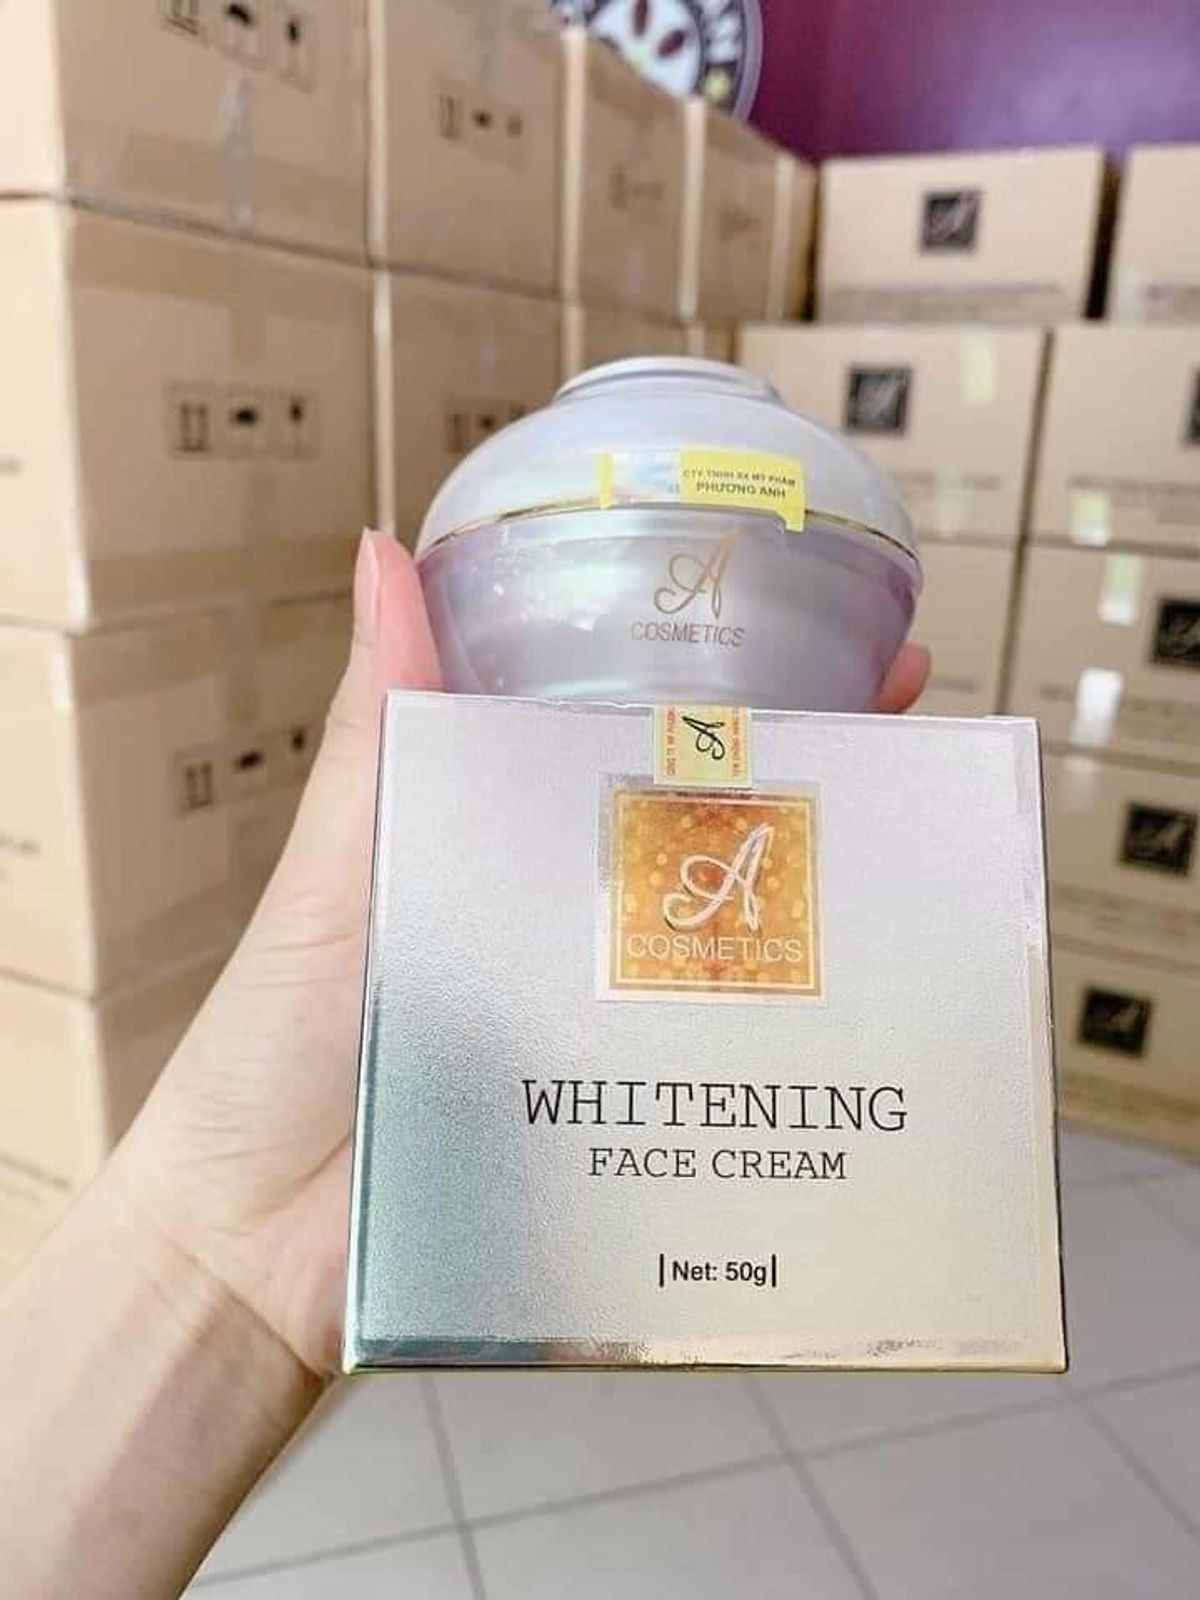 CTY TNHH SX MỸ PHẨM
PHƯƠNG ANH
A
COSMETICS
A
A
COSMETICS
WHITENING
FACE CREAM
Net: 50g